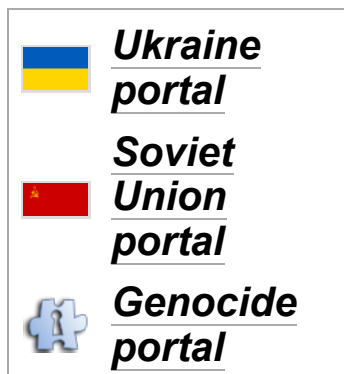 Ukraine
portal
Soviet
Union
portal
Genocide
portal